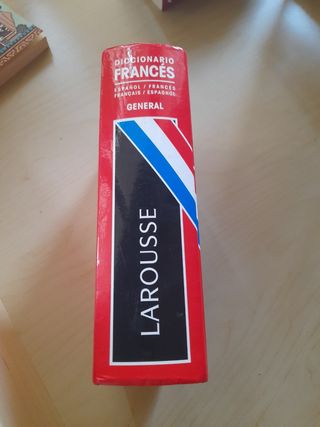 DICCIONARIO
FRANCÉS
ESPAÑOL / FRANCÉS
FRANÇAIS / ESPAGNOL
GENERAL
LAROUSSE